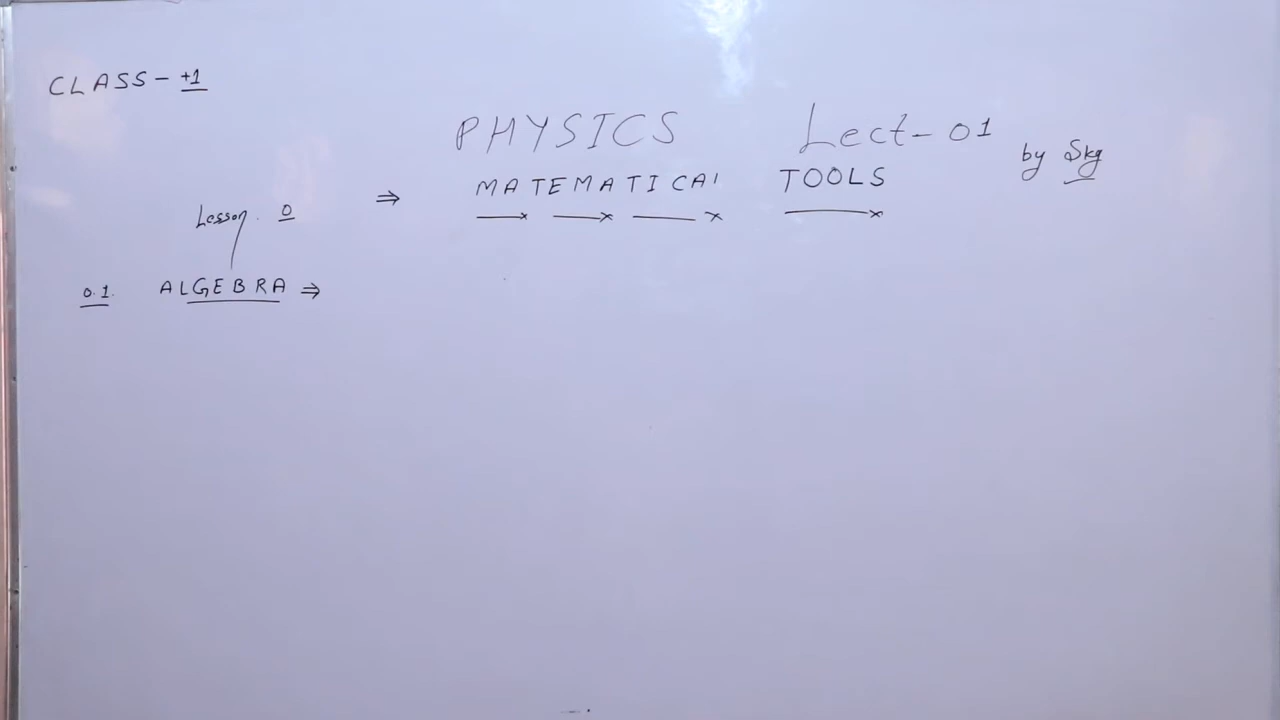 CLASS - +1
PHYSICS Lect - 01
by Skg
⇒ MATEMATICAL TOOLS
Lesson. 0
0.1. ALGEBRA ⇒